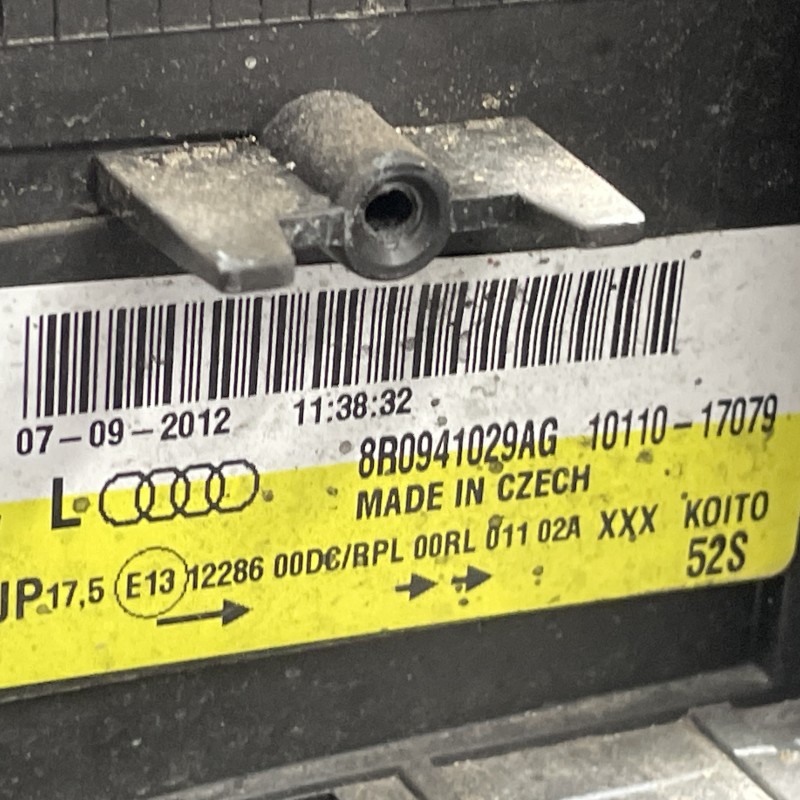 07-09-2012 11:38:32
8R0941029AG 10110-17079
L
MADE IN CZECH
17,5 E13 12286 00DC/RPL 00RL 011 02A XXX KOITO
52S